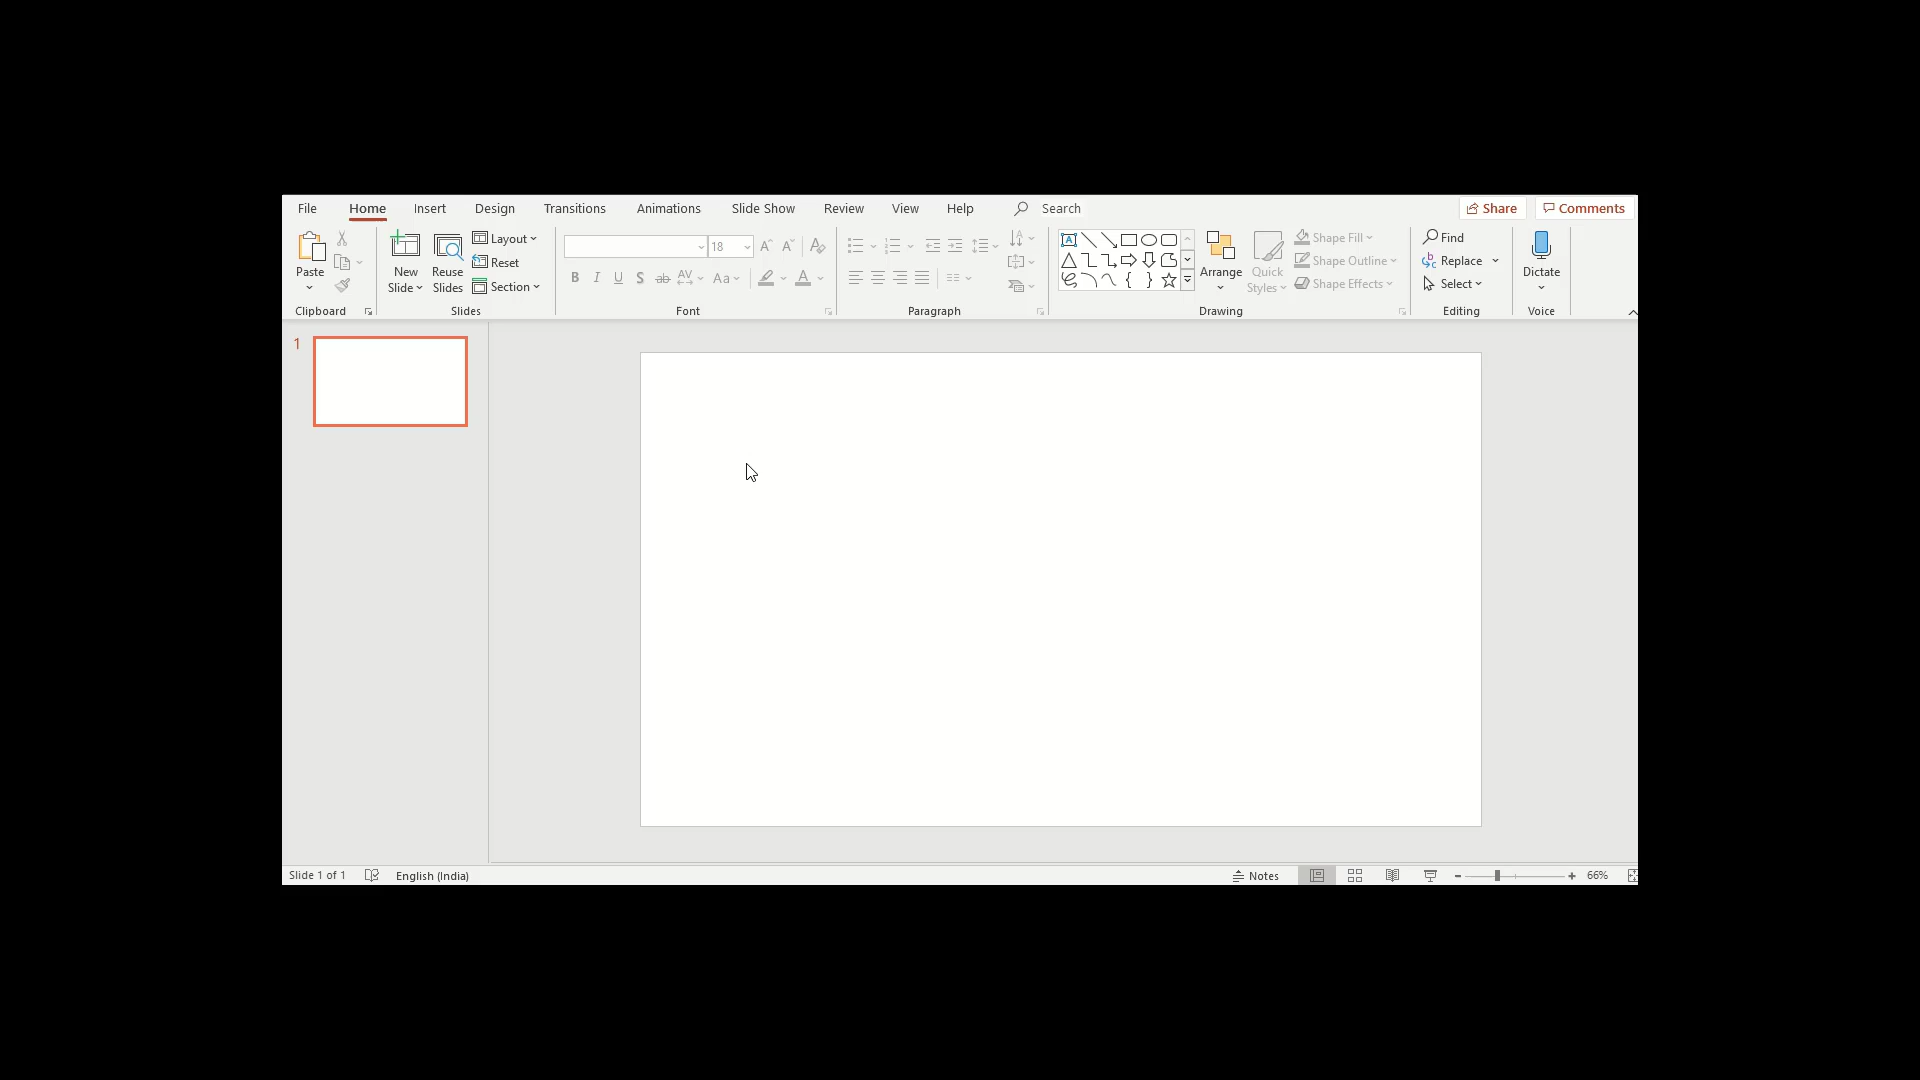 File Home Insert Design Transitions Animations Slide Show Review View Help Search Share Comments
Paste
New Slide
Reuse Slides
Layout
Reset
Section
18
B I U S ab AV Aa A
Arrange
Quick Styles
Shape Fill
Shape Outline
Shape Effects
Find
Replace
Select
Dictate
Clipboard Slides Font Paragraph Drawing Editing Voice
1
Slide 1 of 1 English (India) Notes 66%